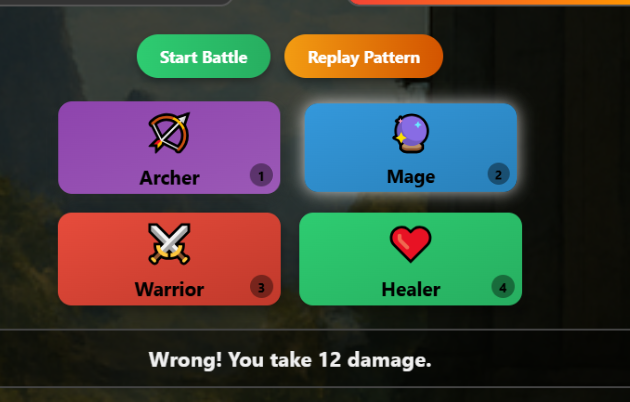 Start Battle
Replay Pattern
Archer 1
Mage 2
Warrior 3
Healer 4
Wrong! You take 12 damage.